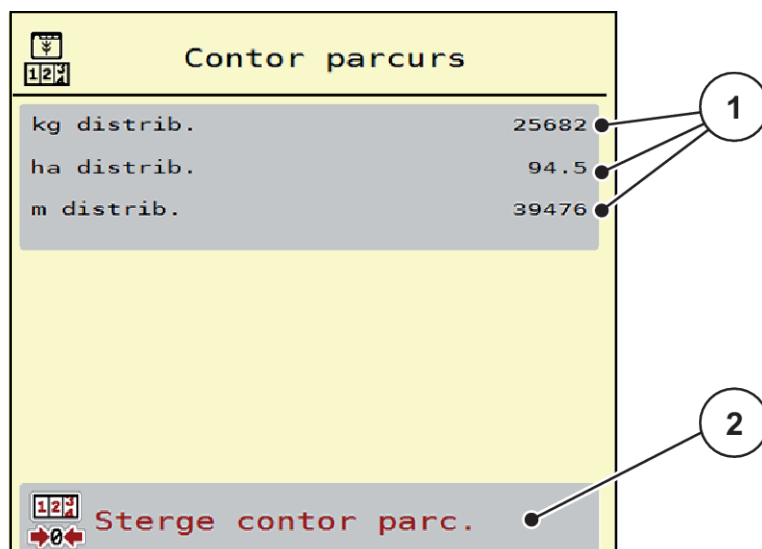 Contor parcurs
kg distrib. 25682
ha distrib. 94.5
m distrib. 39476
1
2
Sterge contor parc.